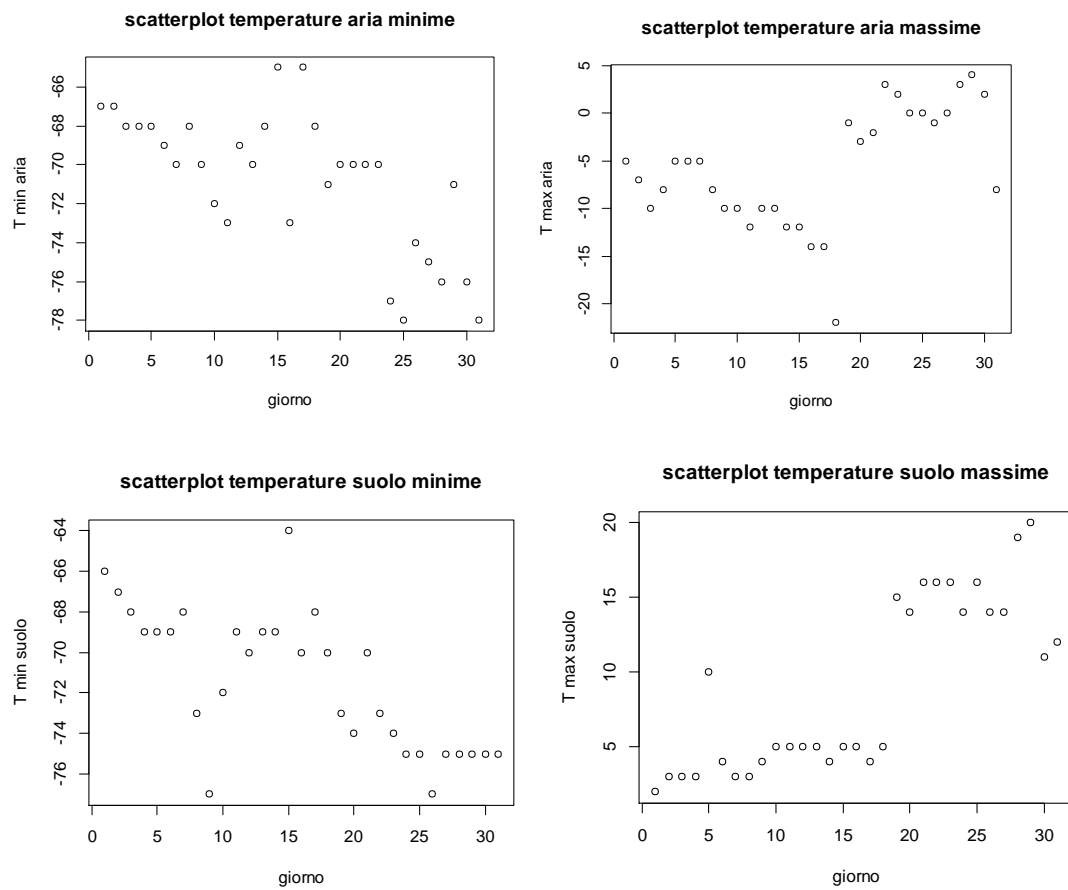 scatterplot temperature aria minime
T min aria
-66
-68
-70
-72
-74
-76
-78
0 5 10 15 20 25 30
giorno
scatterplot temperature aria massime
T max aria
5
0
-5
-10
-15
-20
0 5 10 15 20 25 30
giorno
scatterplot temperature suolo minime
T min suolo
-64
-66
-68
-70
-72
-74
-76
0 5 10 15 20 25 30
giorno
scatterplot temperature suolo massime
T max suolo
20
15
10
5
0 5 10 15 20 25 30
giorno